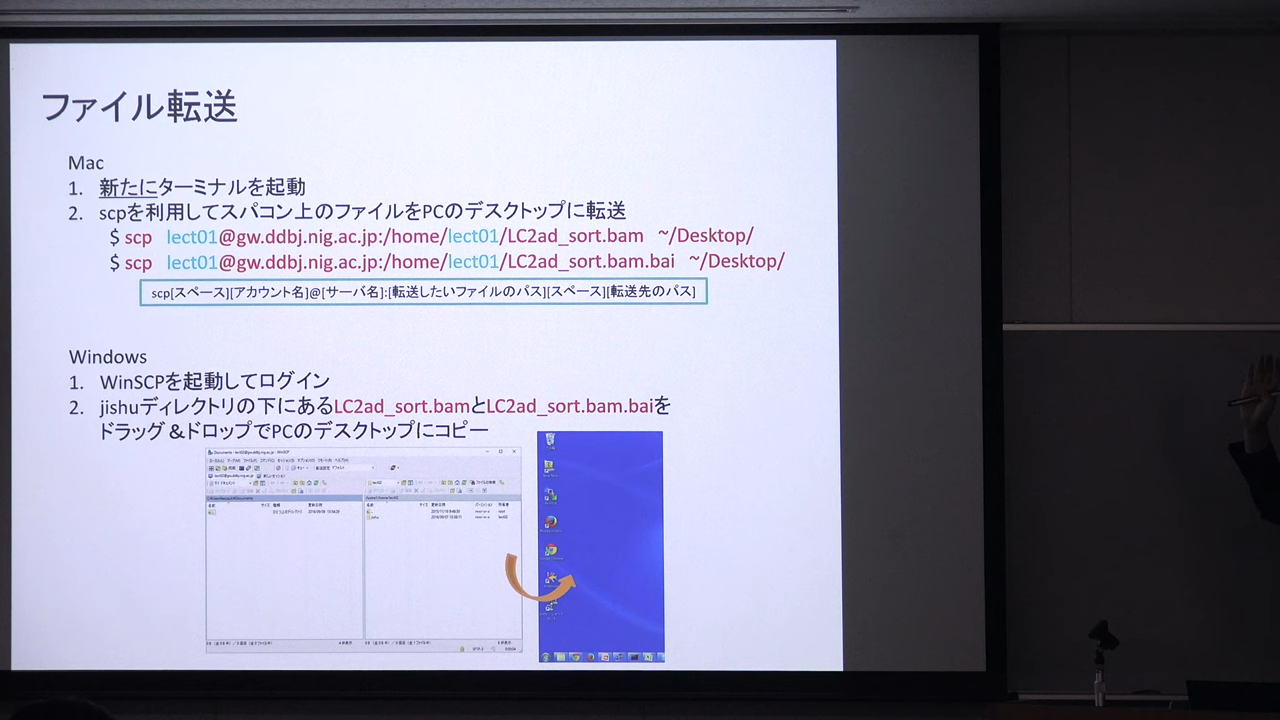 ファイル転送
Mac
1. 新たにターミナルを起動
2. scpを利用してスパコン上のファイルをPCのデスクトップに転送
$ scp lect01@gw.ddbj.nig.ac.jp:/home/lect01/LC2ad_sort.bam ~/Desktop/
$ scp lect01@gw.ddbj.nig.ac.jp:/home/lect01/LC2ad_sort.bam.bai ~/Desktop/
scp[スペース][アカウント名]@[サーバ名]:[転送したいファイルのパス][スペース][転送先のパス]
Windows
1. WinSCPを起動してログイン
2. jishuディレクトリの下にあるLC2ad_sort.bamとLC2ad_sort.bam.baiを
ドラッグ＆ドロップでPCのデスクトップにコピー